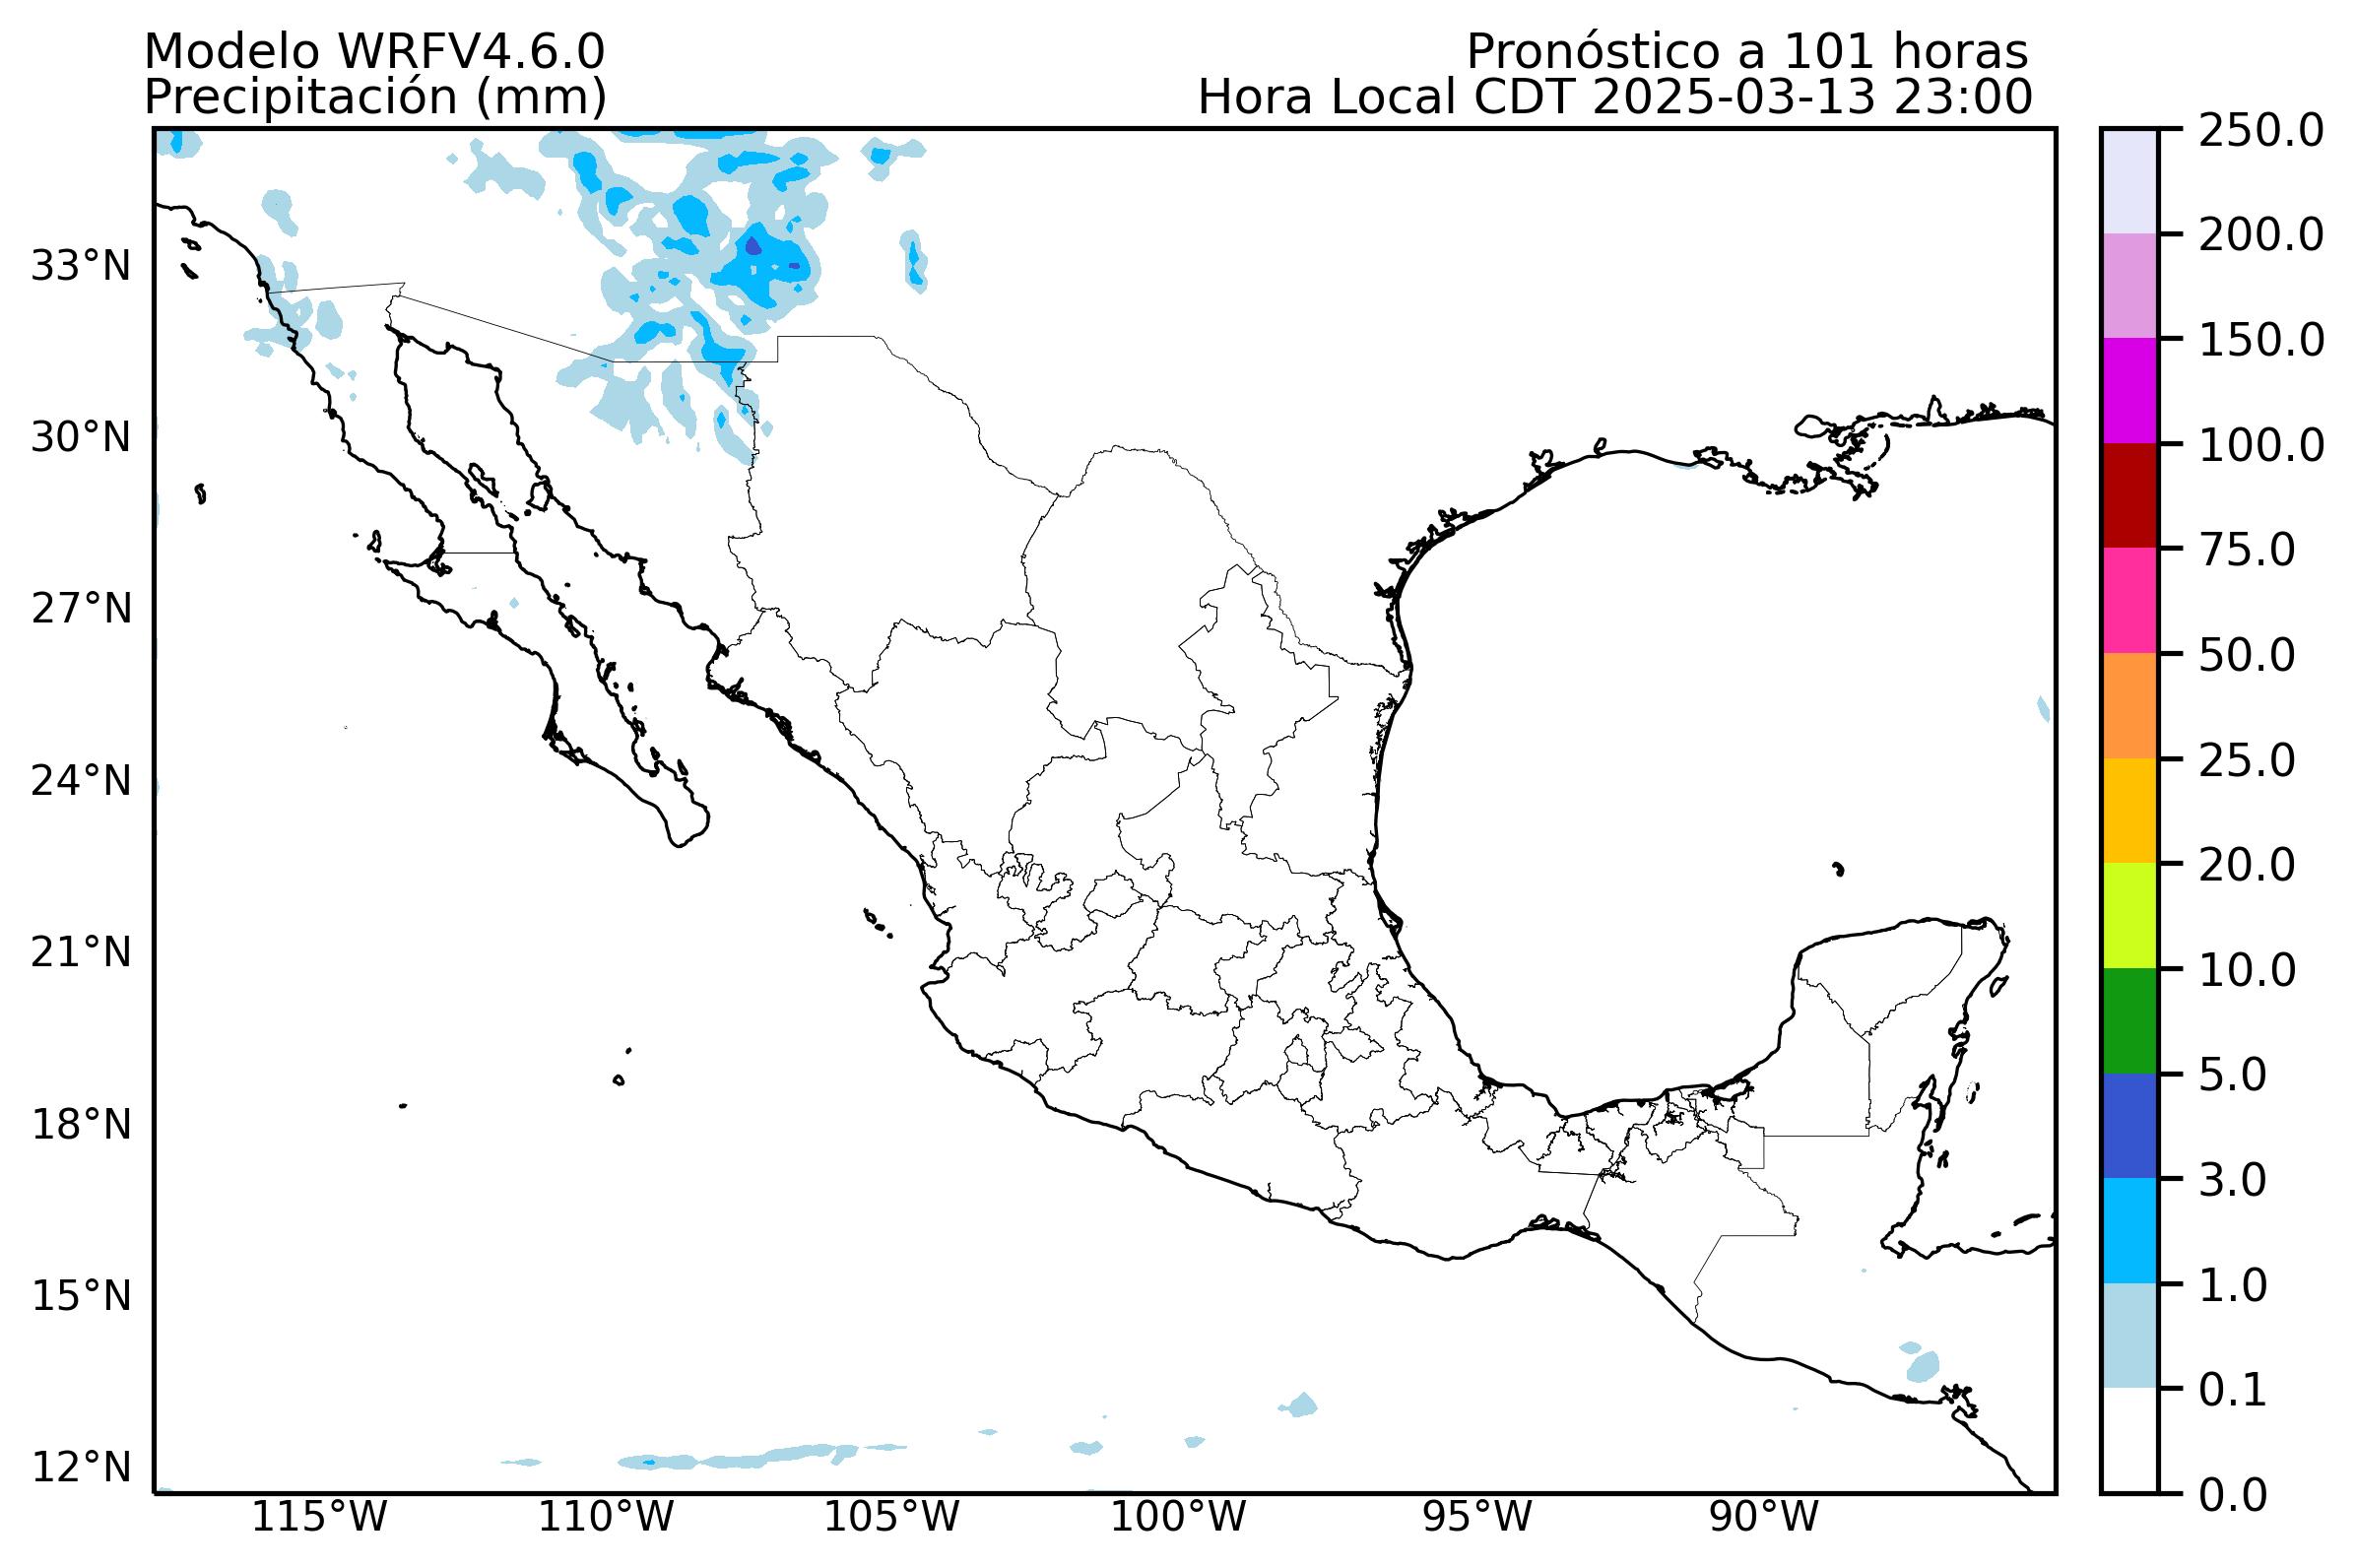 Modelo WRFV4.6.0
Precipitación (mm)
Pronóstico a 101 horas
Hora Local CDT 2025-03-13 23:00
33°N
30°N
27°N
24°N
21°N
18°N
15°N
12°N
115°W
110°W
105°W
100°W
95°W
90°W
250.0
200.0
150.0
100.0
75.0
50.0
25.0
20.0
10.0
5.0
3.0
1.0
0.1
0.0